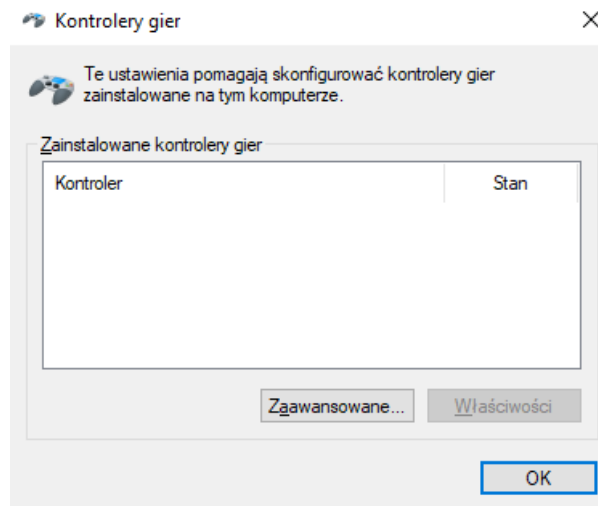 Kontrolery gier
Te ustawienia pomagają skonfigurować kontrolery gier
zainstalowane na tym komputerze.
Zainstalowane kontrolery gier
Kontroler Stan
Zaawansowane... Właściwości
OK